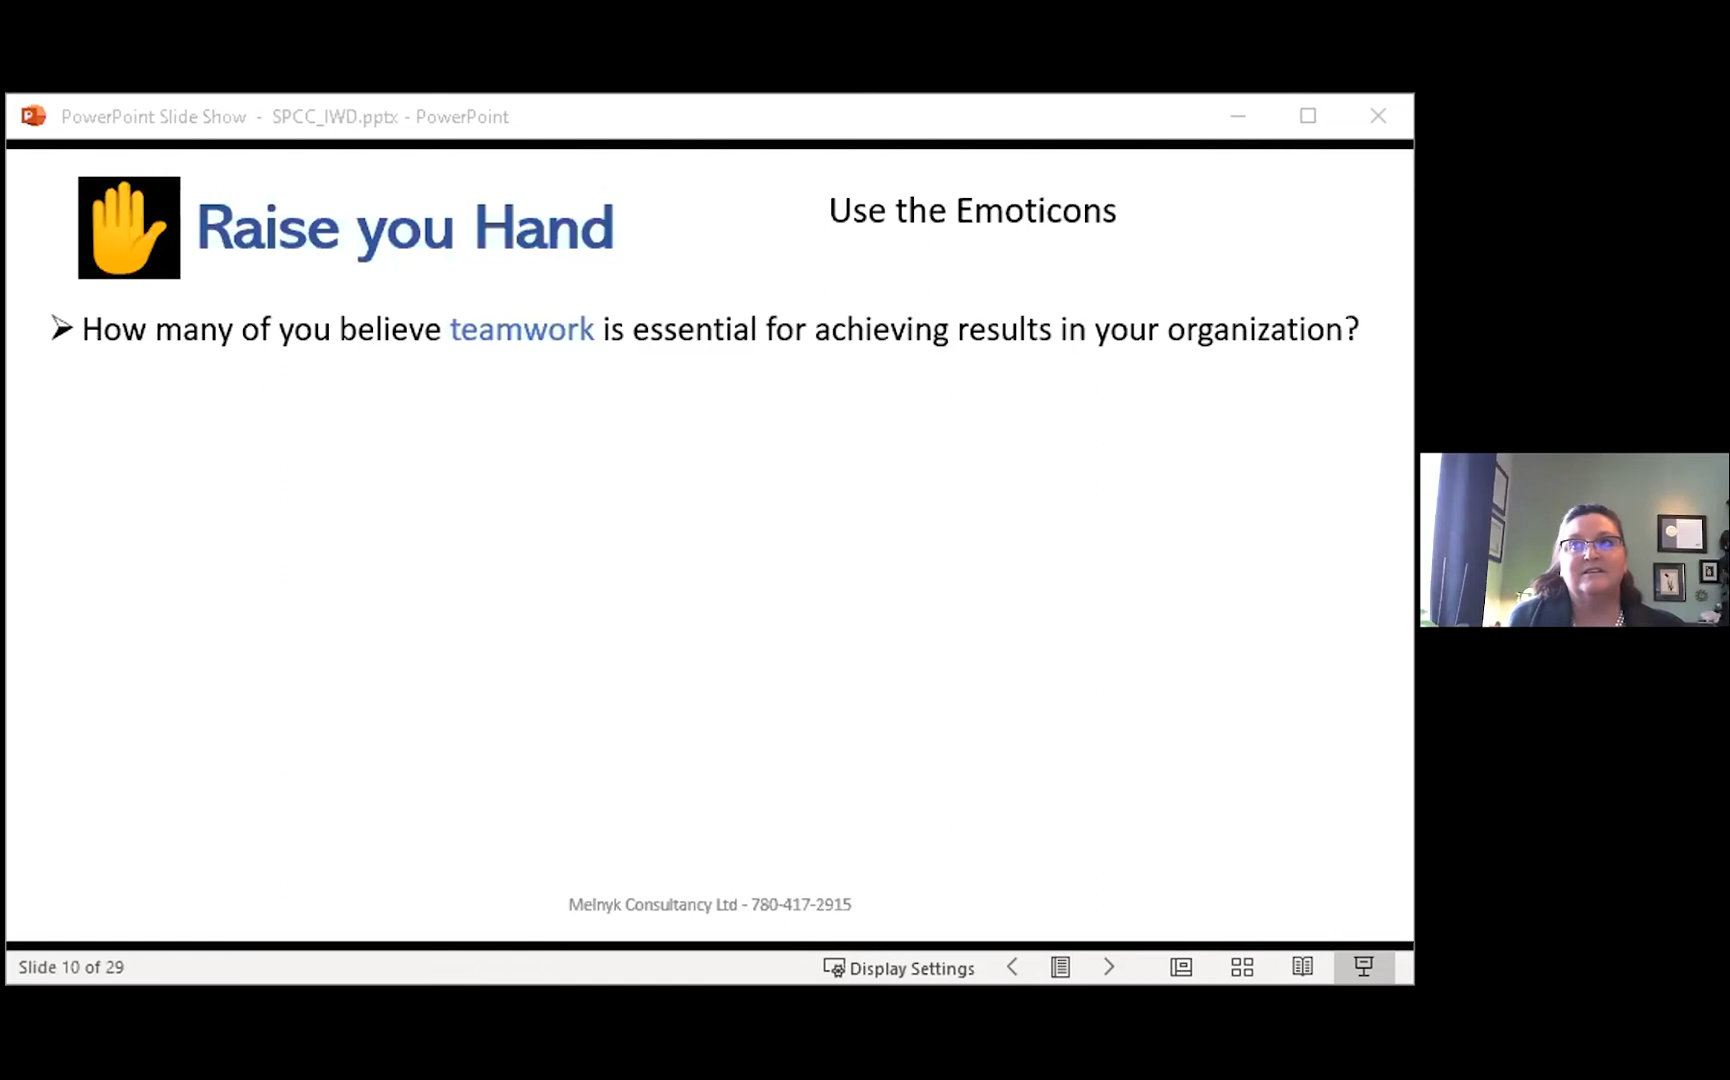 PowerPoint Slide Show - SPCC_IWD.pptx - PowerPoint
Raise you Hand
Use the Emoticons
How many of you believe teamwork is essential for achieving results in your organization?
Melnyk Consultancy Ltd - 780-417-2915
Slide 10 of 29
Display Settings